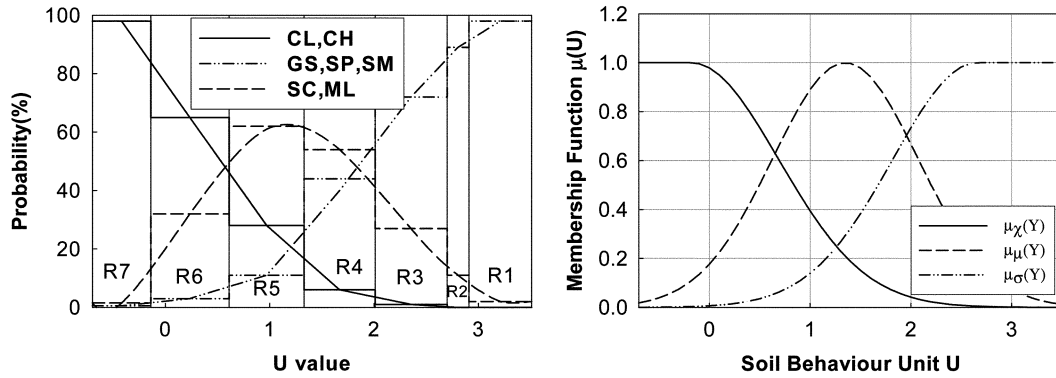 Probability(%)
100
80
60
40
20
0
CL,CH
GS,SP,SM
SC,ML
R7
R6
R5
R4
R3
R2
R1
0
1
2
3
U value
Membership Function μ(U)
1.2
1.0
0.8
0.6
0.4
0.2
0.0
μχ(Y)
μμ(Y)
μσ(Y)
0
1
2
3
Soil Behaviour Unit U